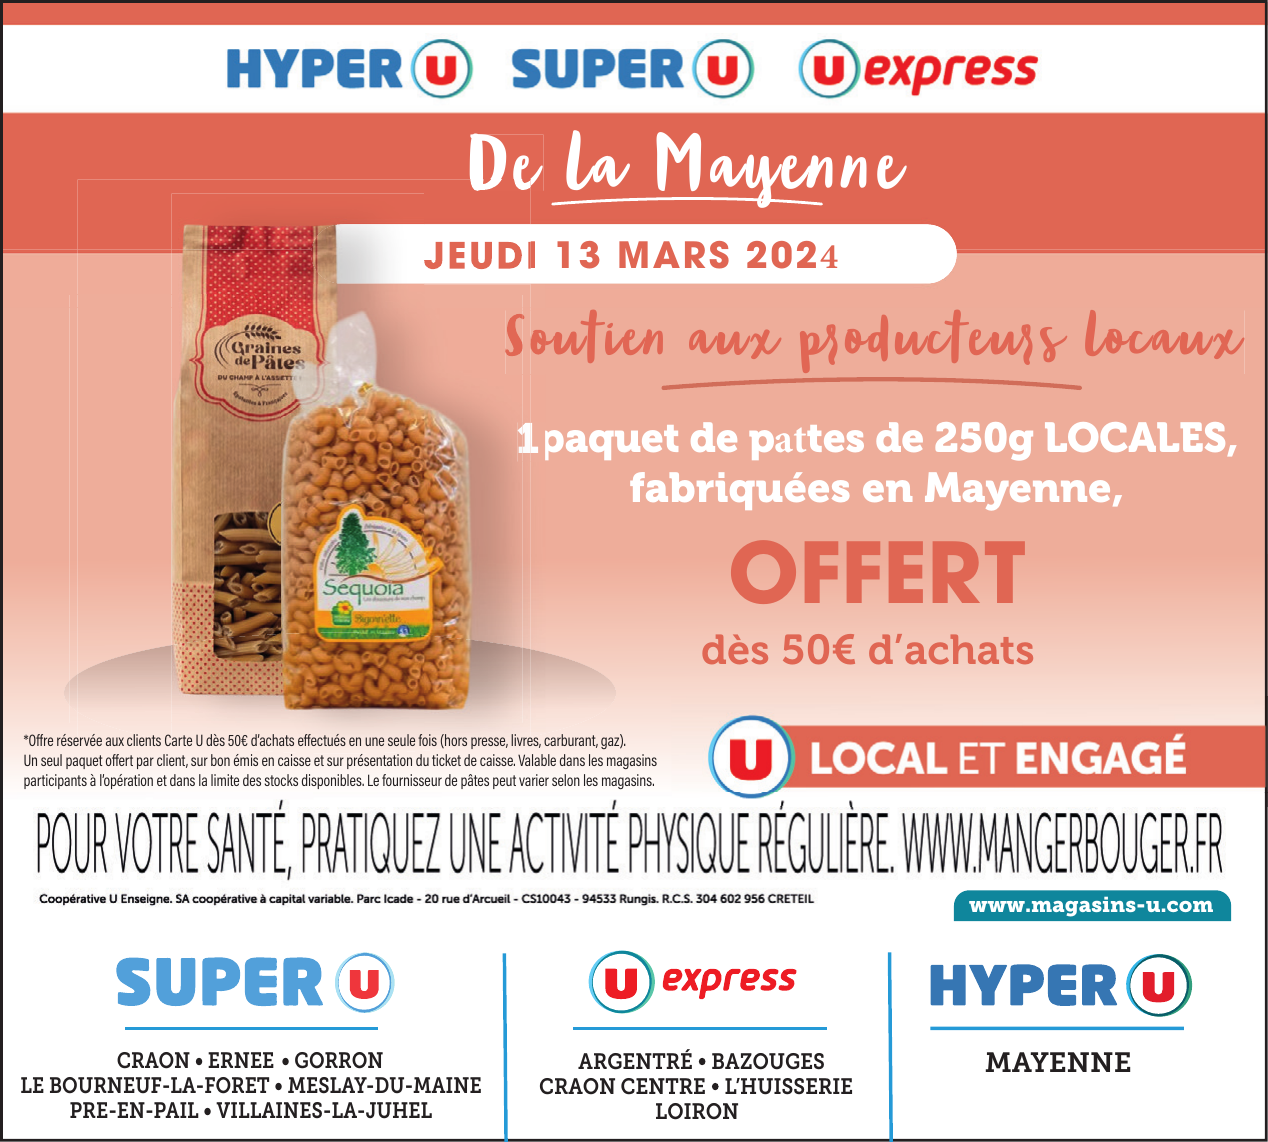 HYPER U SUPER U U express
De la Mayenne
JEUDI 13 MARS 2024
Soutien aux producteurs locaux
Graines
de Pâtes
DU CHAMP À L'ASSETTE
1 paquet de pattes de 250g LOCALES,
fabriquées en Mayenne,
OFFERT
dès 50€ d'achats
Sequoia
*Offre réservée aux clients Carte U dès 50€ d'achats effectués en une seule fois (hors presse, livres, carburant, gaz).
Un seul paquet offert par client, sur bon émis en caisse et sur présentation du ticket de caisse. Valable dans les magasins
participants à l'opération et dans la limite des stocks disponibles. Le fournisseur de pâtes peut varier selon les magasins.
U LOCAL ET ENGAGÉ
POUR VOTRE SANTÉ, PRATIQUEZ UNE ACTIVITÉ PHYSIQUE RÉGULIÈRE. WWW.MANGERBOUGER.FR
Coopérative U Enseigne. SA coopérative à capital variable. Parc Icade - 20 rue d'Arcueil - CS10043 - 94533 Rungis. R.C.S. 304 602 956 CRETEIL
www.magasins-u.com
SUPER U
CRAON • ERNEE • GORRON
LE BOURNEUF-LA-FORET • MESLAY-DU-MAINE
PRE-EN-PAIL • VILLAINES-LA-JUHEL
U express
ARGENTRÉ • BAZOUGES
CRAON CENTRE • L'HUISSERIE
LOIRON
HYPER U
MAYENNE